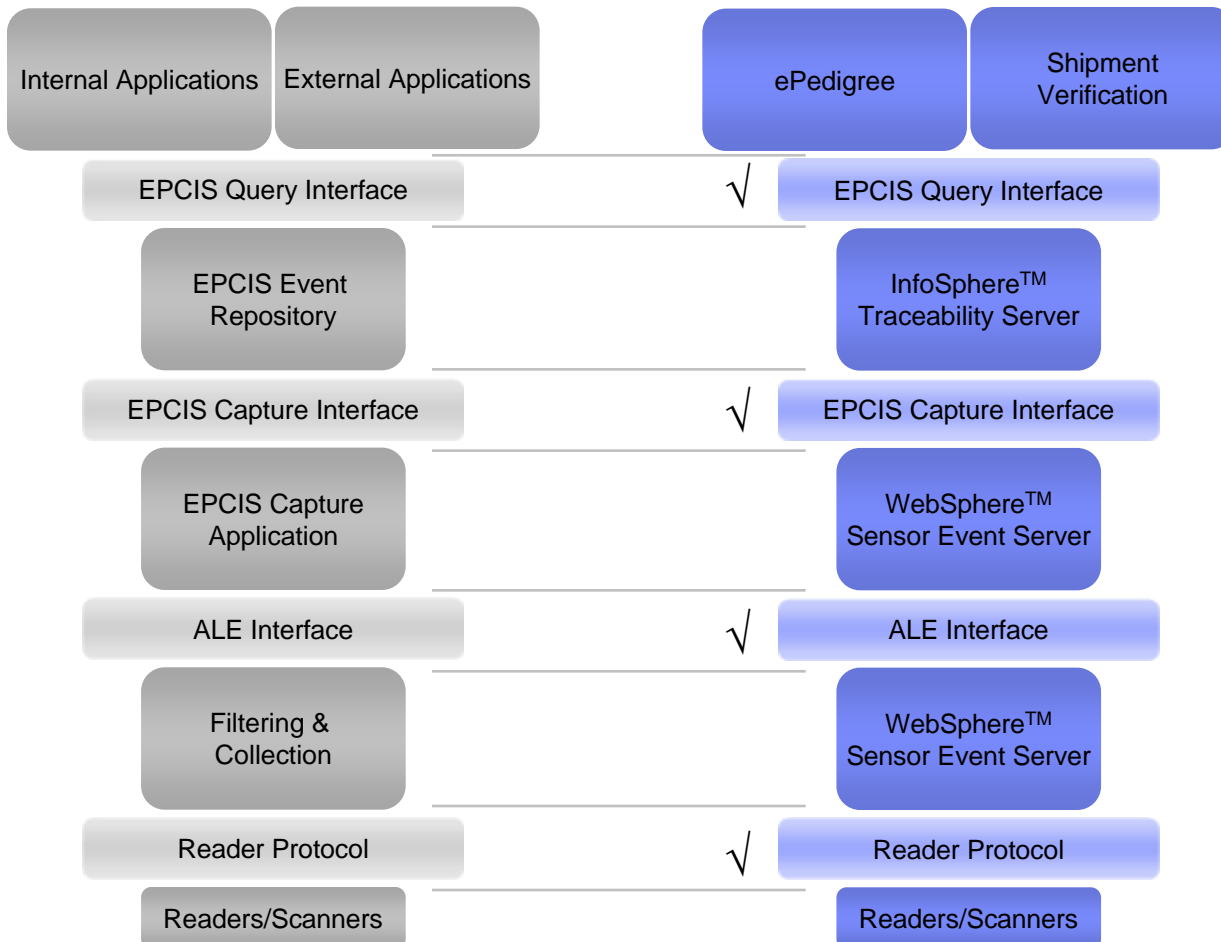 Internal Applications
External Applications
ePedigree
Shipment
Verification
EPCIS Query Interface
√
EPCIS Query Interface
EPCIS Event
Repository
InfoSphere™
Traceability Server
EPCIS Capture Interface
√
EPCIS Capture Interface
EPCIS Capture
Application
WebSphere™
Sensor Event Server
ALE Interface
√
ALE Interface
Filtering &
Collection
WebSphere™
Sensor Event Server
Reader Protocol
√
Reader Protocol
Readers/Scanners
Readers/Scanners